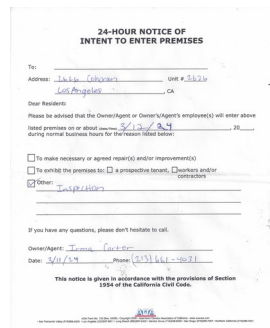 24-HOUR NOTICE OF
INTENT TO ENTER PREMISES
To:
Address: 2626 Cohoran Unit # 2626
Los Angeles , CA
Dear Resident:
Please be advised that the Owner/Agent or Owner's/Agent's employee(s) will enter above
listed premises on or about 3/12/24 , 20 ,
during normal business hours for the reason listed below:
To make necessary or agreed repair(s) and/or improvement(s)
To exhibit the premises to: a prospective tenant, workers and/or
contractors
Other:
Inspection
If you have any questions, please don't hesitate to call.
Owner/Agent: Irma Carter
Date: 3/11/24 Phone: (213) 661-4031
This notice is given in accordance with the provisions of Section
1954 of the California Civil Code.